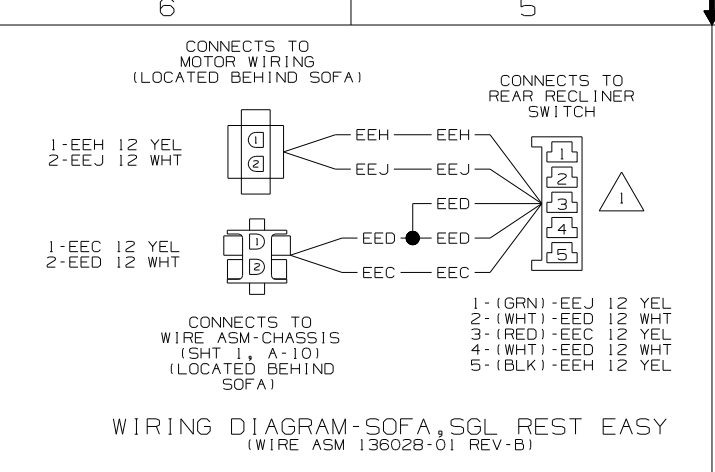 6 5
CONNECTS TO
MOTOR WIRING
(LOCATED BEHIND SOFA)
CONNECTS TO
REAR RECLINER
SWITCH
1-EEH 12 YEL
2-EEJ 12 WHT
1
2
EEH EEH
EEJ EEJ
EED
EED EED
EEC EEC
1
2
3
4
5
1
1-EEC 12 YEL
2-EED 12 WHT
1
2
CONNECTS TO
WIRE ASM-CHASSIS
(SHT 1, A-10)
(LOCATED BEHIND
SOFA)
1-(GRN)-EEJ 12 YEL
2-(WHT)-EED 12 WHT
3-(RED)-EEC 12 YEL
4-(WHT)-EED 12 WHT
5-(BLK)-EEH 12 YEL
WIRING DIAGRAM-SOFA,SGL REST EASY
(WIRE ASM 136028-01 REV-B)